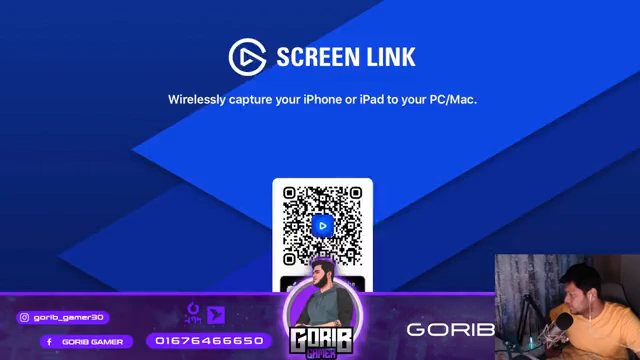 SCREEN LINK
Wirelessly capture your iPhone or iPad to your PC/Mac.
gorib_gamer30
GORIB GAMER
01676466650
GORIB
GAMER
GORIB